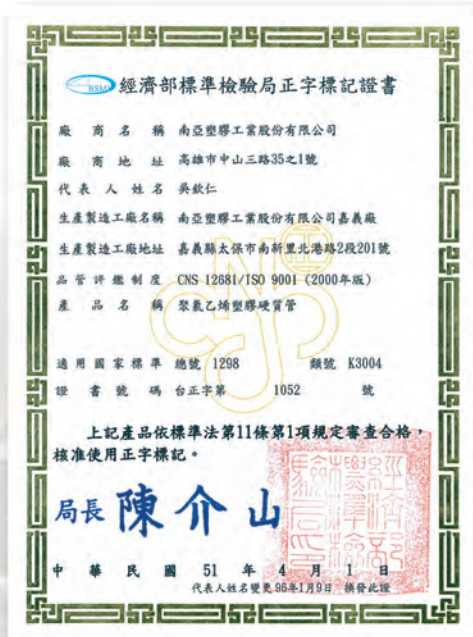 BSMI 經濟部標準檢驗局正字標記證書
廠商名稱 南亞塑膠工業股份有限公司
廠商地址 高雄市中山三路35之1號
代表人姓名 吳欽仁
生產製造工廠名稱 南亞塑膠工業股份有限公司嘉義廠
生產製造工廠地址 嘉義縣太保市南新里北港路2段201號
品管評鑑制度 CNS 12681/ISO 9001 (2000年版)
產品名稱 聚氯乙烯塑膠硬質管
適用國家標準 總號 1298 類號 K3004
證書號碼 台正字第 1052 號
上記產品依標準法第11條第1項規定審查合格，
核准使用正字標記。
局長 陳介山
中華民國 51 年 4 月 1 日
代表人姓名變更 96年1月9日 換發此證